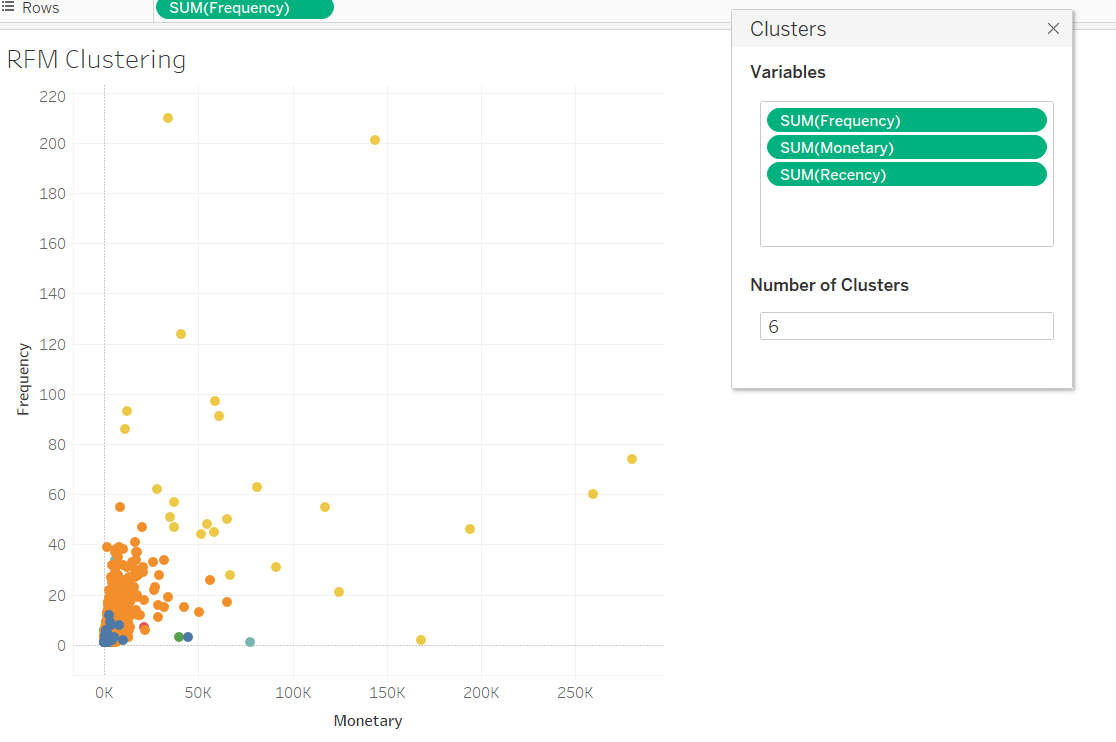 Rows
SUM(Frequency)
RFM Clustering
220
200
180
160
140
120
100
80
60
40
20
0
Frequency
0K 50K 100K 150K 200K 250K
Monetary
Clusters
Variables
SUM(Frequency)
SUM(Monetary)
SUM(Recency)
Number of Clusters
6